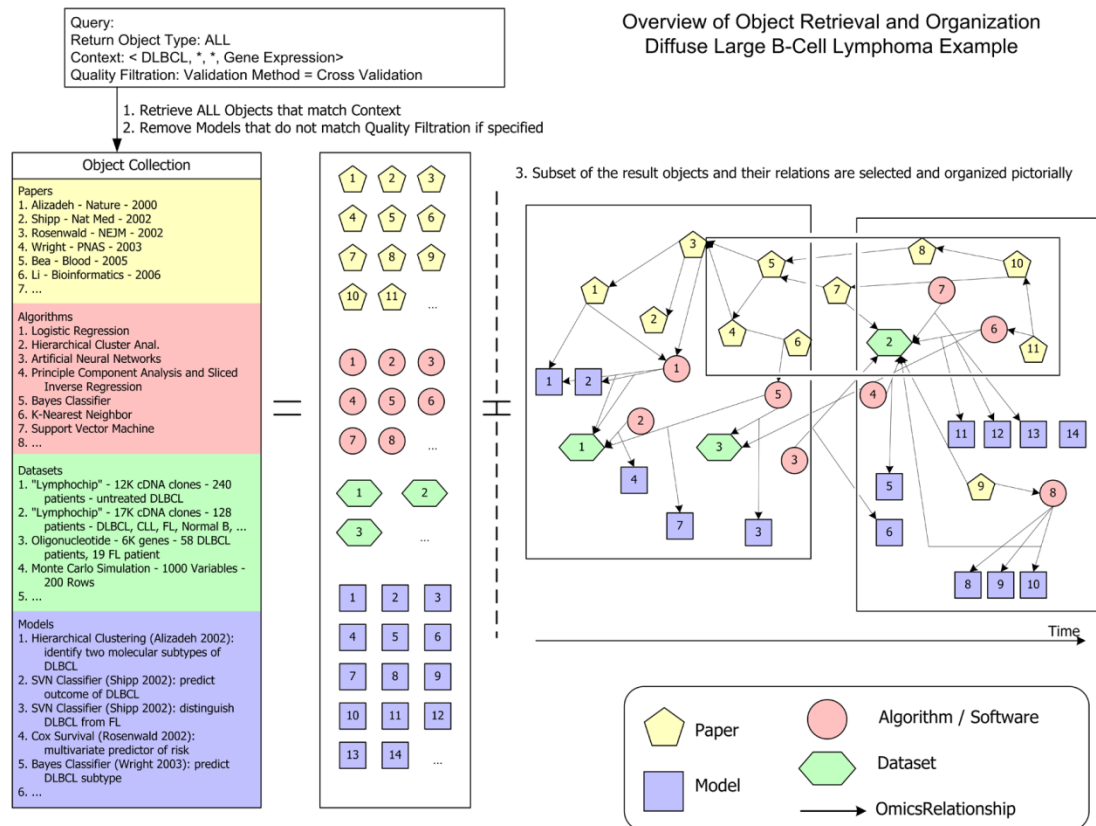 Query:
Return Object Type: ALL
Context: < DLBCL, *, *, Gene Expression>
Quality Filtration: Validation Method = Cross Validation
Overview of Object Retrieval and Organization
Diffuse Large B-Cell Lymphoma Example
1. Retrieve ALL Objects that match Context
2. Remove Models that do not match Quality Filtration if specified
Object Collection
Papers
1. Alizadeh - Nature - 2000
2. Shipp - Nat Med - 2002
3. Rosenwald - NEJM - 2002
4. Wright - PNAS - 2003
5. Bea - Blood - 2005
6. Li - Bioinformatics - 2006
7. ...
Algorithms
1. Logistic Regression
2. Hierarchical Cluster Anal.
3. Artificial Neural Networks
4. Principle Component Analysis and Sliced
Inverse Regression
5. Bayes Classifier
6. K-Nearest Neighbor
7. Support Vector Machine
8. ...
Datasets
1. "Lymphochip" - 12K cDNA clones - 240
patients - untreated DLBCL
2. "Lymphochip" - 17K cDNA clones - 128
patients - DLBCL, CLL, FL, Normal B, ...
3. Oligonucleotide - 6K genes - 58 DLBCL
patients, 19 FL patient
4. Monte Carlo Simulation - 1000 Variables -
200 Rows
5. ...
Models
1. Hierarchical Clustering (Alizadeh 2002):
identify two molecular subtypes of
DLBCL
2. SVN Classifier (Shipp 2002): predict
outcome of DLBCL
3. SVN Classifier (Shipp 2002): distinguish
DLBCL from FL
4. Cox Survival (Rosenwald 2002):
multivariate predictor of risk
5. Bayes Classifier (Wright 2003): predict
DLBCL subtype
6. ...
=
1 2 3
4 5 6
7 8 9
10 11 ...
1 2 3
4 5 6
7 8 ...
1 2
3 ...
1 2 3
4 5 6
7 8 9
10 11 12
13 14 ...
3. Subset of the result objects and their relations are selected and organized pictorially
3 5 8 10
1 7 7
2 4 6 2 6 11
1 2 1 5 4
2 11 12 13 14
1 3 3
4 5 9 8
7 3 6
8 9 10
Time
Paper
Algorithm / Software
Model
Dataset
OmicsRelationship